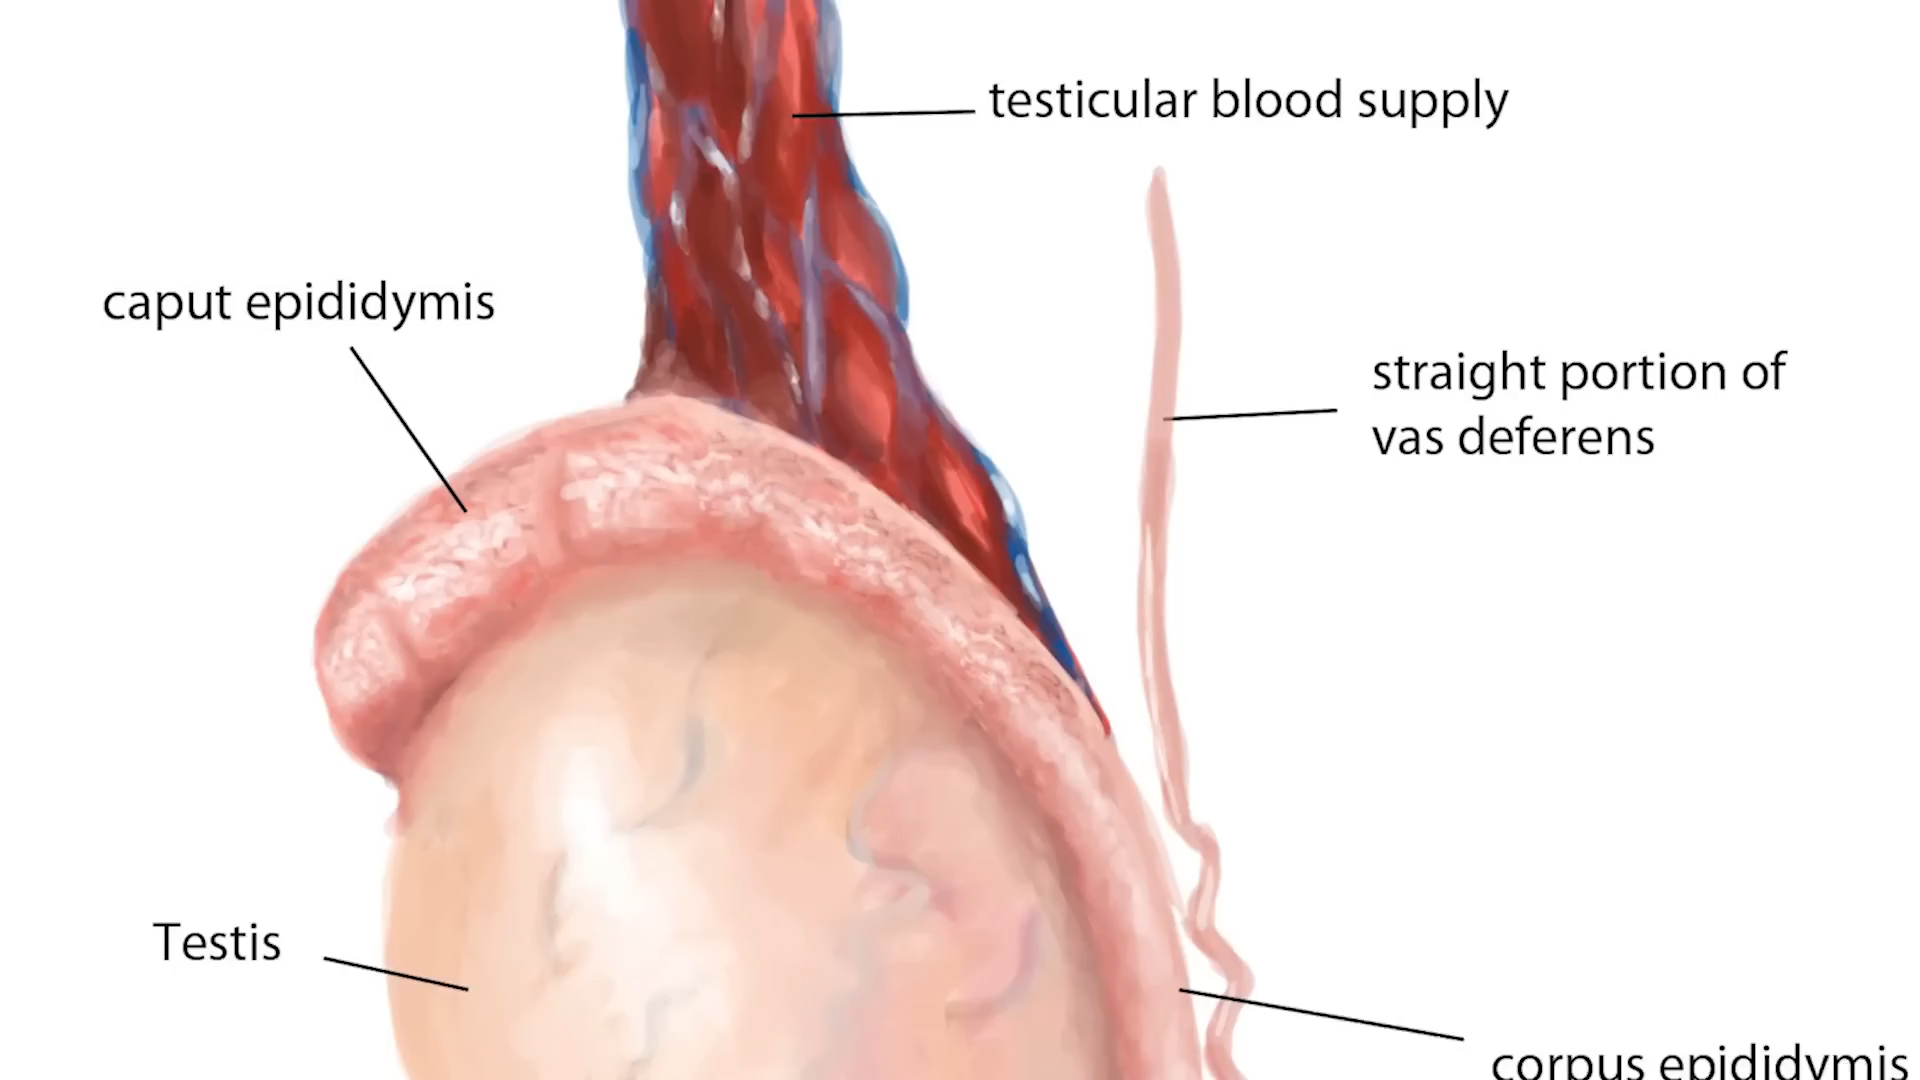 testicular blood supply
caput epididymis
straight portion of
vas deferens
Testis
corpus epididymis